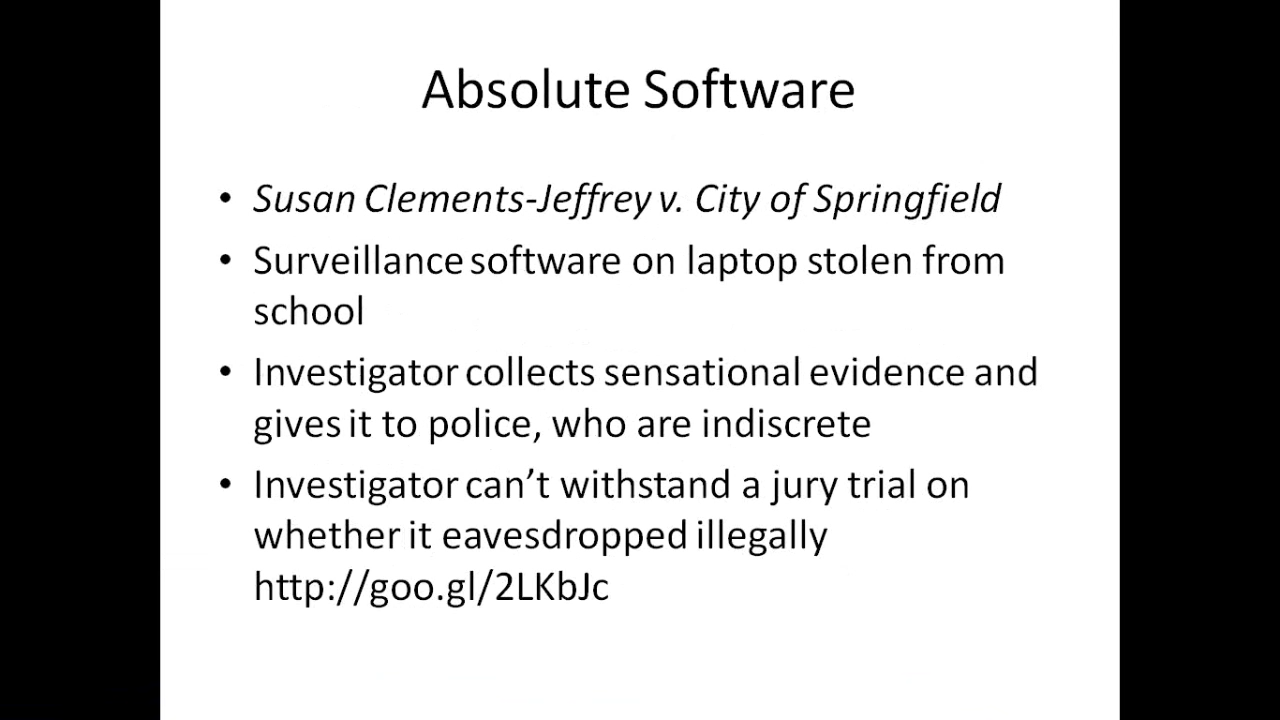 Absolute Software
• Susan Clements-Jeffrey v. City of Springfield
• Surveillance software on laptop stolen from
school
• Investigator collects sensational evidence and
gives it to police, who are indiscrete
• Investigator can’t withstand a jury trial on
whether it eavesdropped illegally
http://goo.gl/2LKbJc